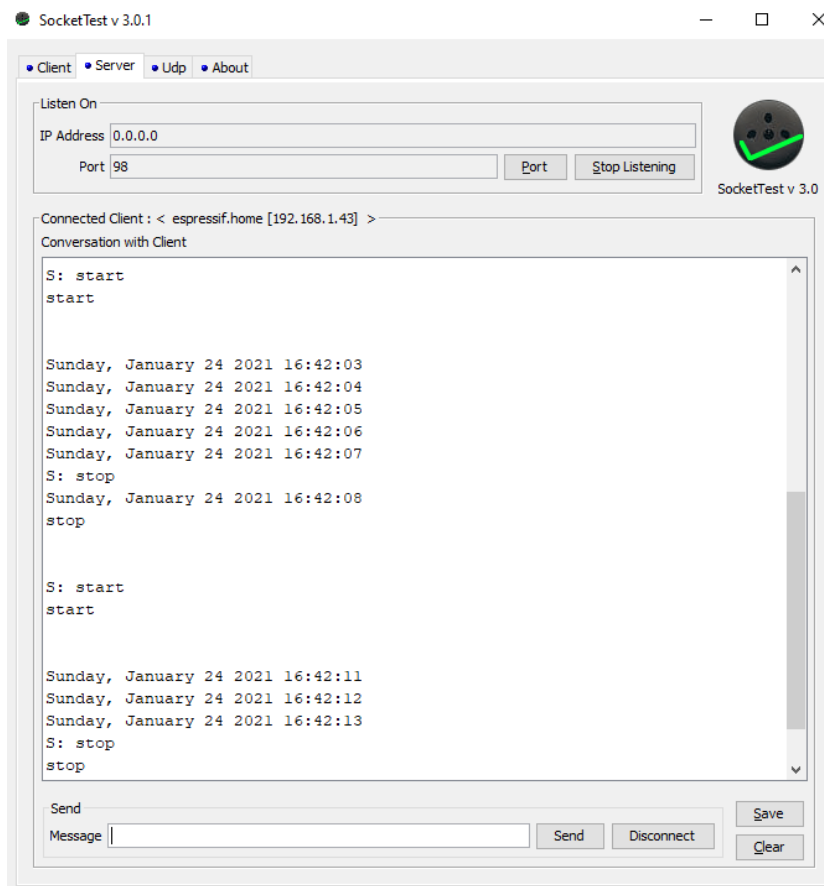 SocketTest v 3.0.1
Client Server Udp About
Listen On
IP Address 0.0.0.0
Port 98 Port Stop Listening
SocketTest v 3.0
Connected Client : < espressif.home [192.168.1.43] >
Conversation with Client
S: start
start
Sunday, January 24 2021 16:42:03
Sunday, January 24 2021 16:42:04
Sunday, January 24 2021 16:42:05
Sunday, January 24 2021 16:42:06
Sunday, January 24 2021 16:42:07
S: stop
Sunday, January 24 2021 16:42:08
stop
S: start
start
Sunday, January 24 2021 16:42:11
Sunday, January 24 2021 16:42:12
Sunday, January 24 2021 16:42:13
S: stop
stop
Send
Message Send Disconnect
Save
Clear